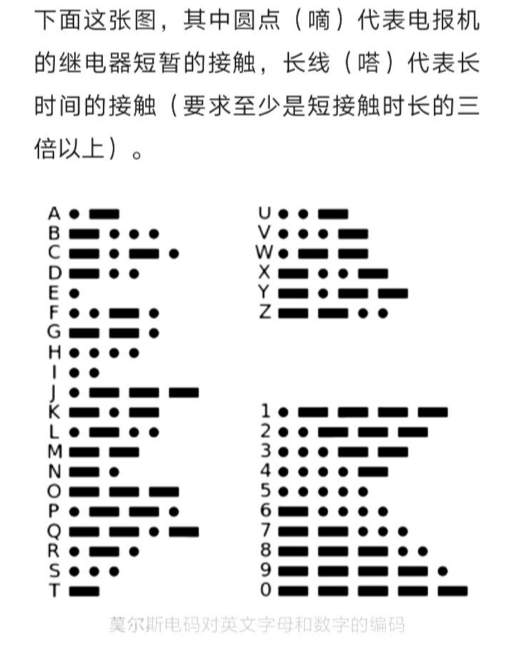 下面这张图，其中圆点（嘀）代表电报机
的继电器短暂的接触，长线（嗒）代表长
时间的接触（要求至少是短接触时长的三
倍以上）。
A
B
C
D
E
F
G
H
I
J
K
L
M
N
O
P
Q
R
S
T
U
V
W
X
Y
Z
1
2
3
4
5
6
7
8
9
0
莫尔斯电码对英文字母和数字的编码